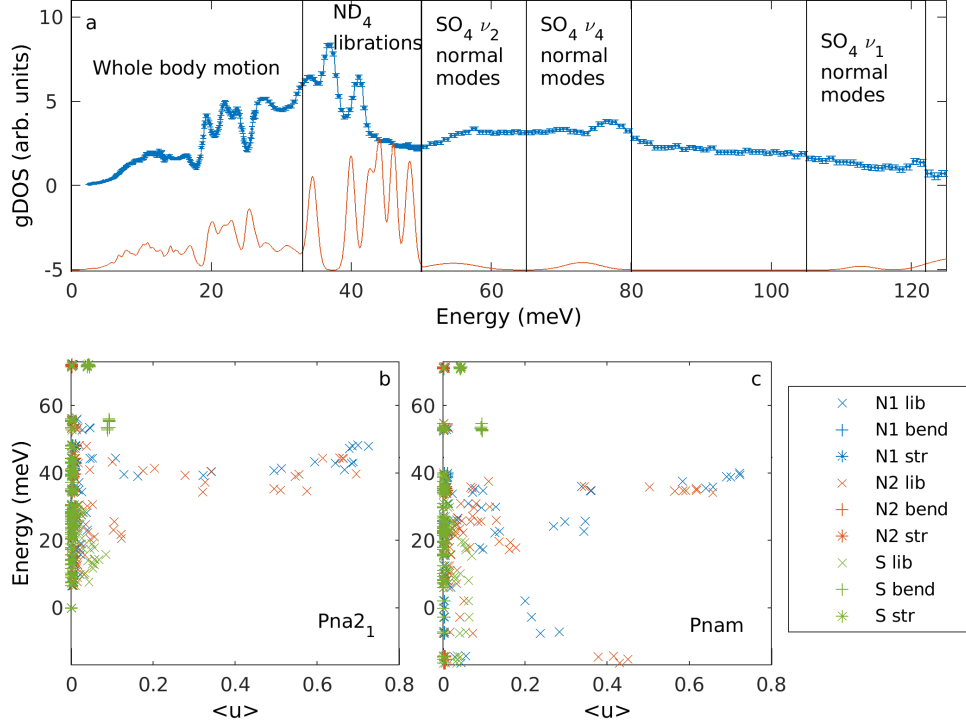 a
Whole body motion
ND4
librations
SO4 ν2
normal
modes
SO4 ν4
normal
modes
SO4 ν1
normal
modes
gDOS (arb. units)
10
5
0
-5
0
20
40
60
80
100
120
Energy (meV)
b
Energy (meV)
60
40
20
0
Pna21
0
0.2
0.4
0.6
0.8
<u>
c
60
40
20
0
Pnam
0
0.2
0.4
0.6
0.8
<u>
N1 lib
N1 bend
N1 str
N2 lib
N2 bend
N2 str
S lib
S bend
S str